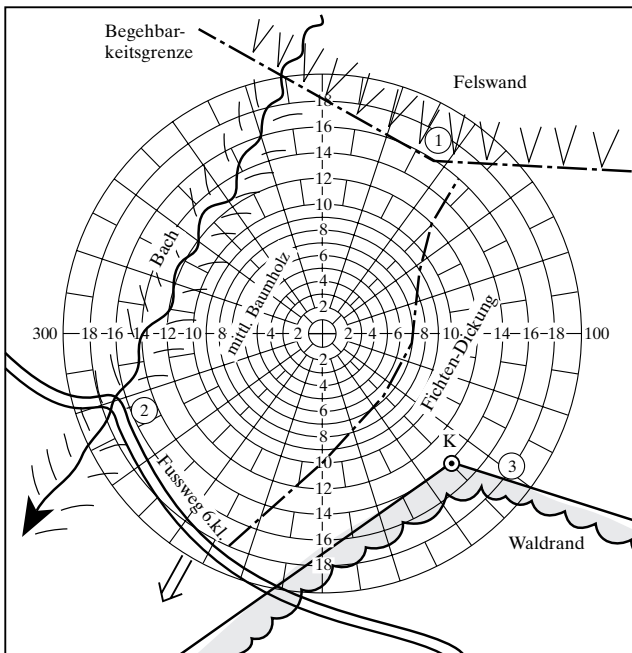 Begehbar-
keitsgrenze
Felswand
18
16
1
14
10
8
6
4
2
Bach
mittl. Baumholz
300 -18 -16 -14 -12 -10 - 8 6 4 2 2 4 6 8 10 14 16 -18 -100
2
4
6
8
10
12
14
16
18
Fichten-Dickung
2
K
3
Fussweg 6.kl.
Waldrand